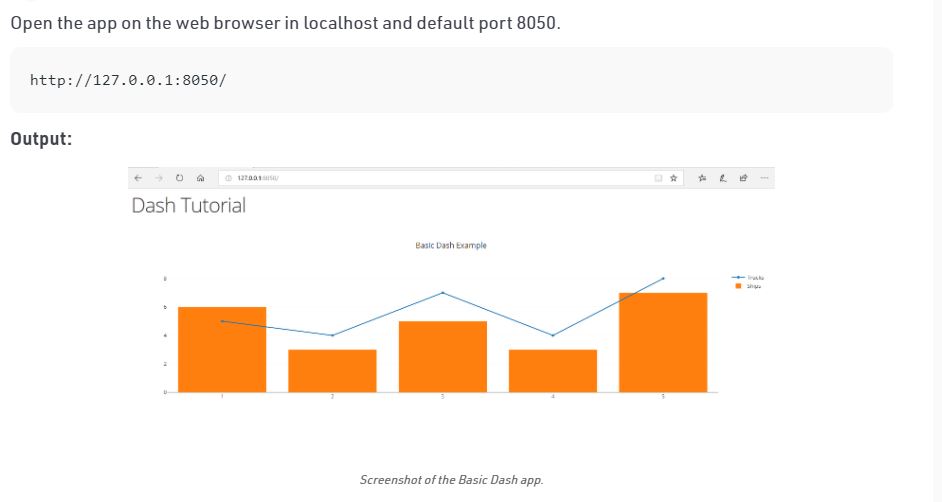 Open the app on the web browser in localhost and default port 8050.
http://127.0.0.1:8050/
Output:
127.0.0.1:8050/
Dash Tutorial
Basic Dash Example
8
6
4
2
0
1
2
3
4
5
Trucks
Ships
Screenshot of the Basic Dash app.